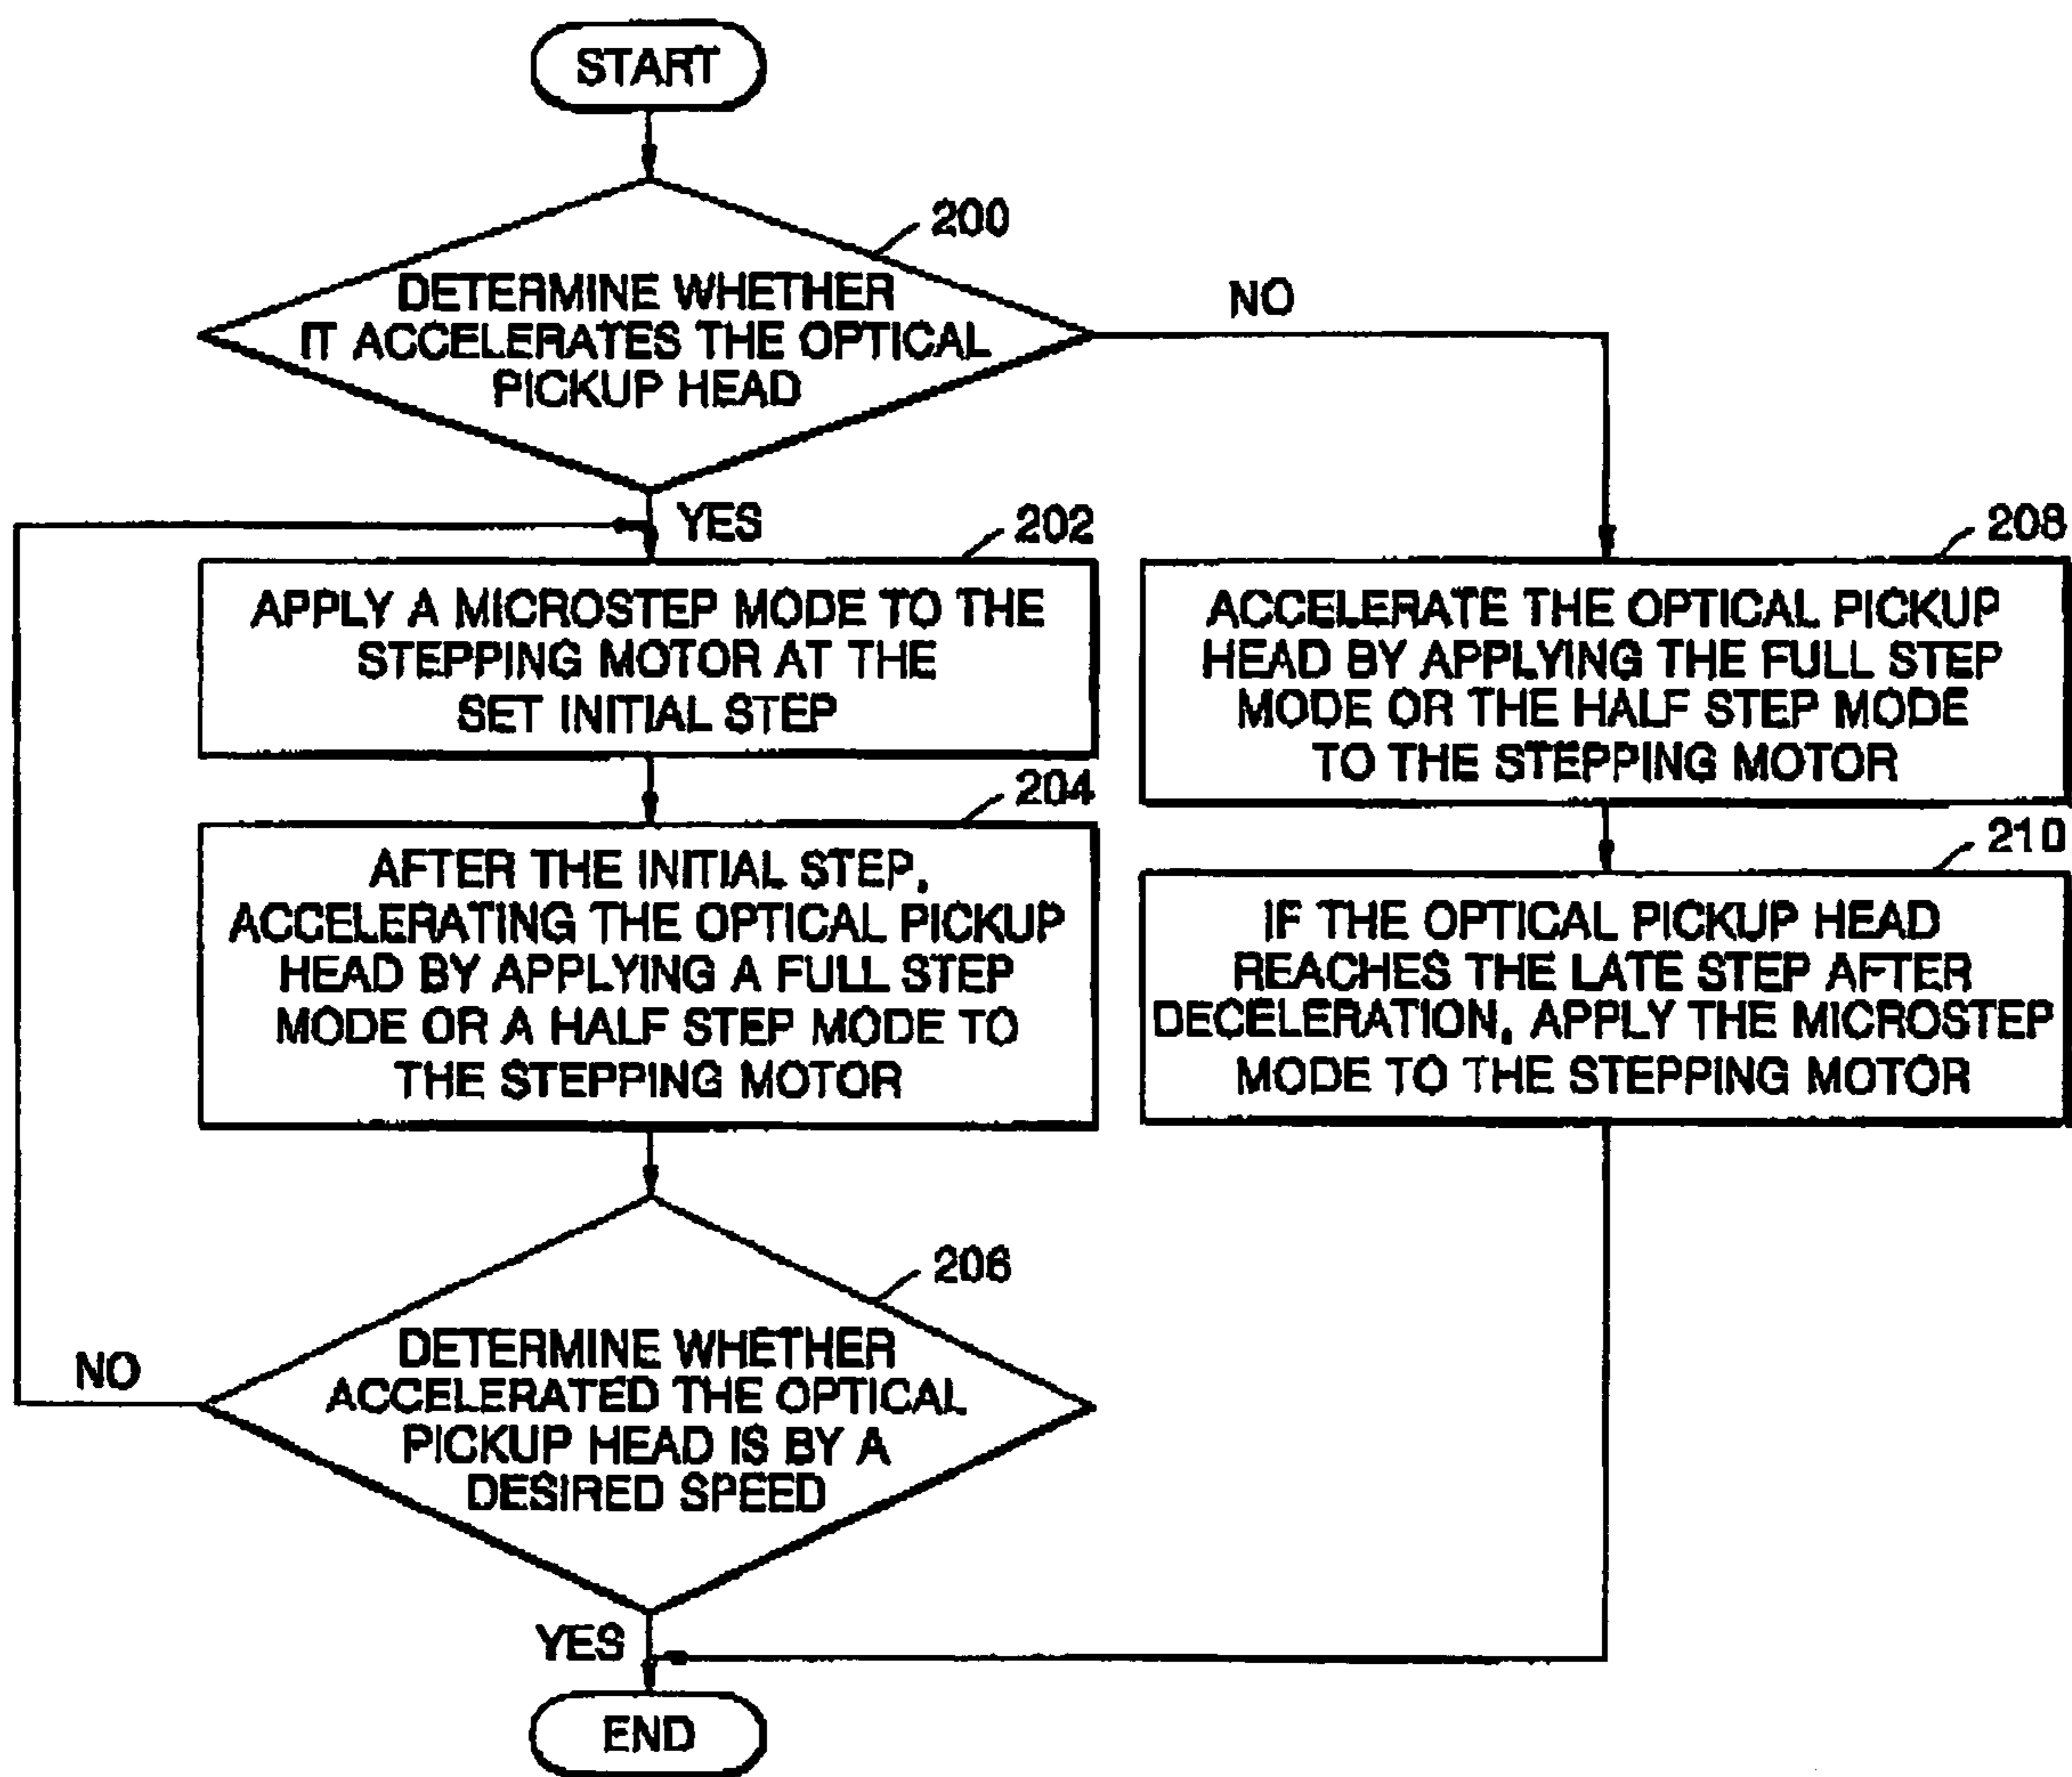 START
200
DETERMINE WHETHER
IT ACCELERATES THE OPTICAL
PICKUP HEAD
NO
YES
202
APPLY A MICROSTEP MODE TO THE
STEPPING MOTOR AT THE
SET INITIAL STEP
204
AFTER THE INITIAL STEP,
ACCELERATING THE OPTICAL PICKUP
HEAD BY APPLYING A FULL STEP
MODE OR A HALF STEP MODE TO
THE STEPPING MOTOR
206
DETERMINE WHETHER
ACCELERATED THE OPTICAL
PICKUP HEAD IS BY A
DESIRED SPEED
NO
YES
208
ACCELERATE THE OPTICAL PICKUP
HEAD BY APPLYING THE FULL STEP
MODE OR THE HALF STEP MODE
TO THE STEPPING MOTOR
210
IF THE OPTICAL PICKUP HEAD
REACHES THE LATE STEP AFTER
DECELERATION, APPLY THE MICROSTEP
MODE TO THE STEPPING MOTOR
END